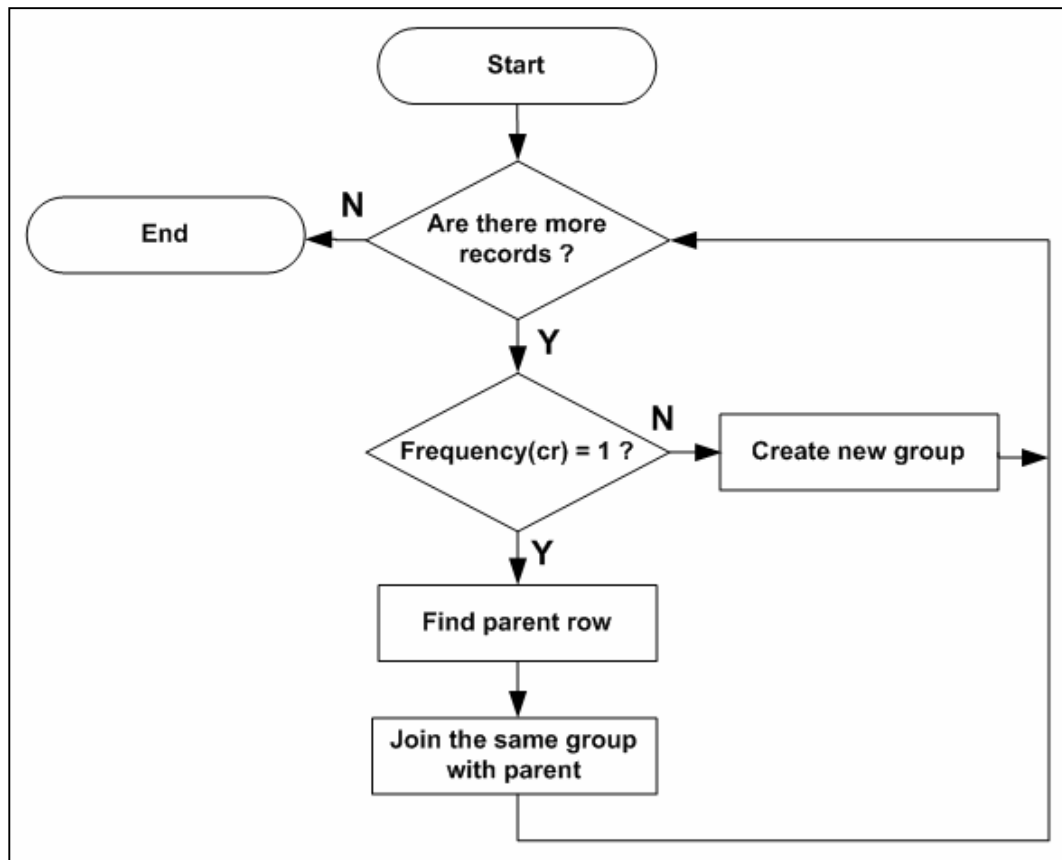 Start
Are there more
records ?
N
End
Y
Frequency(cr) = 1 ?
N
Create new group
Y
Find parent row
Join the same group
with parent